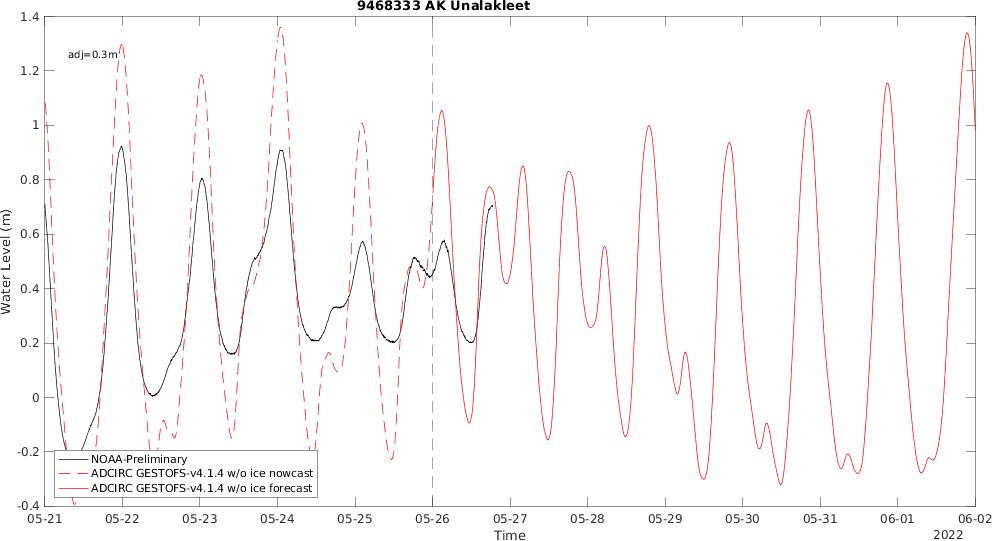 9468333 AK Unalakleet
adj=0.3m
Water Level (m)
1.4
1.2
1
0.8
0.6
0.4
0.2
0
-0.2
-0.4
NOAA-Preliminary
ADCIRC GESTOFS-v4.1.4 w/o ice nowcast
ADCIRC GESTOFS-v4.1.4 w/o ice forecast
05-21 05-22 05-23 05-24 05-25 05-26 05-27 05-28 05-29 05-30 05-31 06-01 06-02
Time
2022